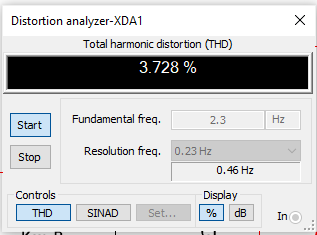 Distortion analyzer-XDA1
Total harmonic distortion (THD)
3.728 %
Start
Stop
Fundamental freq.
2.3
Hz
Resolution freq.
0.23 Hz
0.46 Hz
Controls
THD
SINAD
Set...
Display
%
dB
In